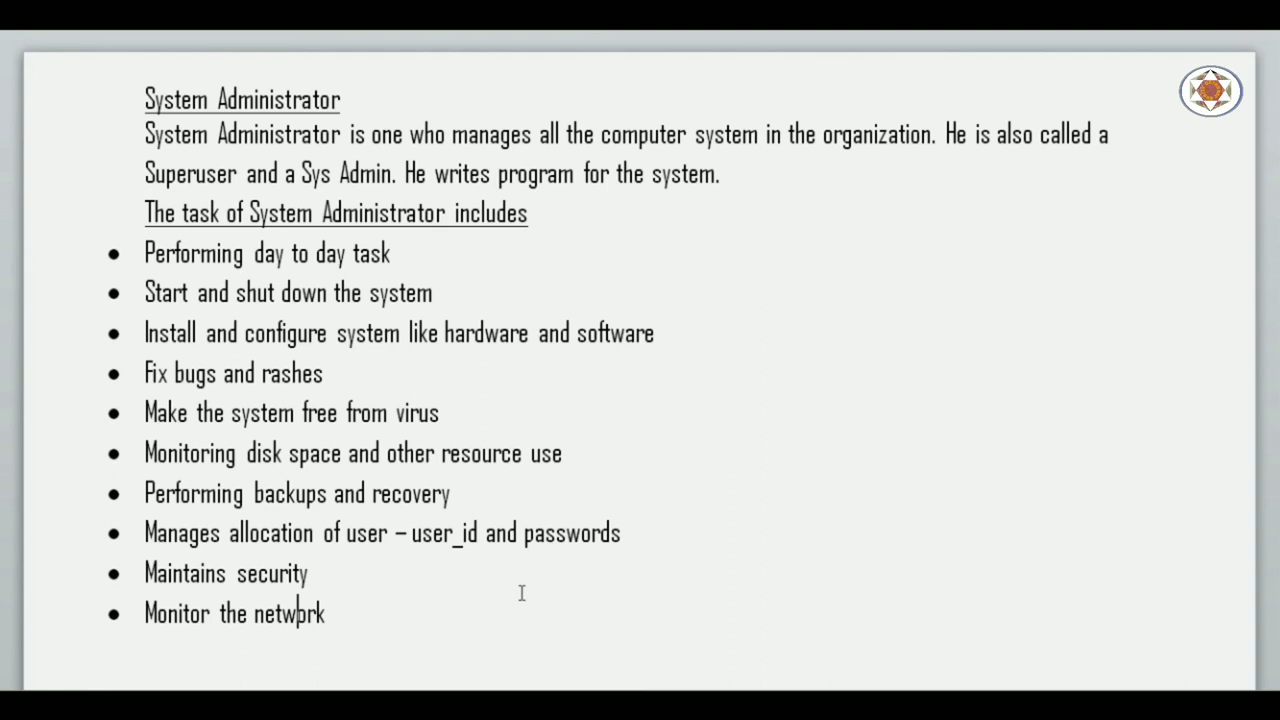 System Administrator
System Administrator is one who manages all the computer system in the organization. He is also called a
Superuser and a Sys Admin. He writes program for the system.
The task of System Administrator includes
● Performing day to day task
● Start and shut down the system
● Install and configure system like hardware and software
● Fix bugs and rashes
● Make the system free from virus
● Monitoring disk space and other resource use
● Performing backups and recovery
● Manages allocation of user – user_id and passwords
● Maintains security
● Monitor the network